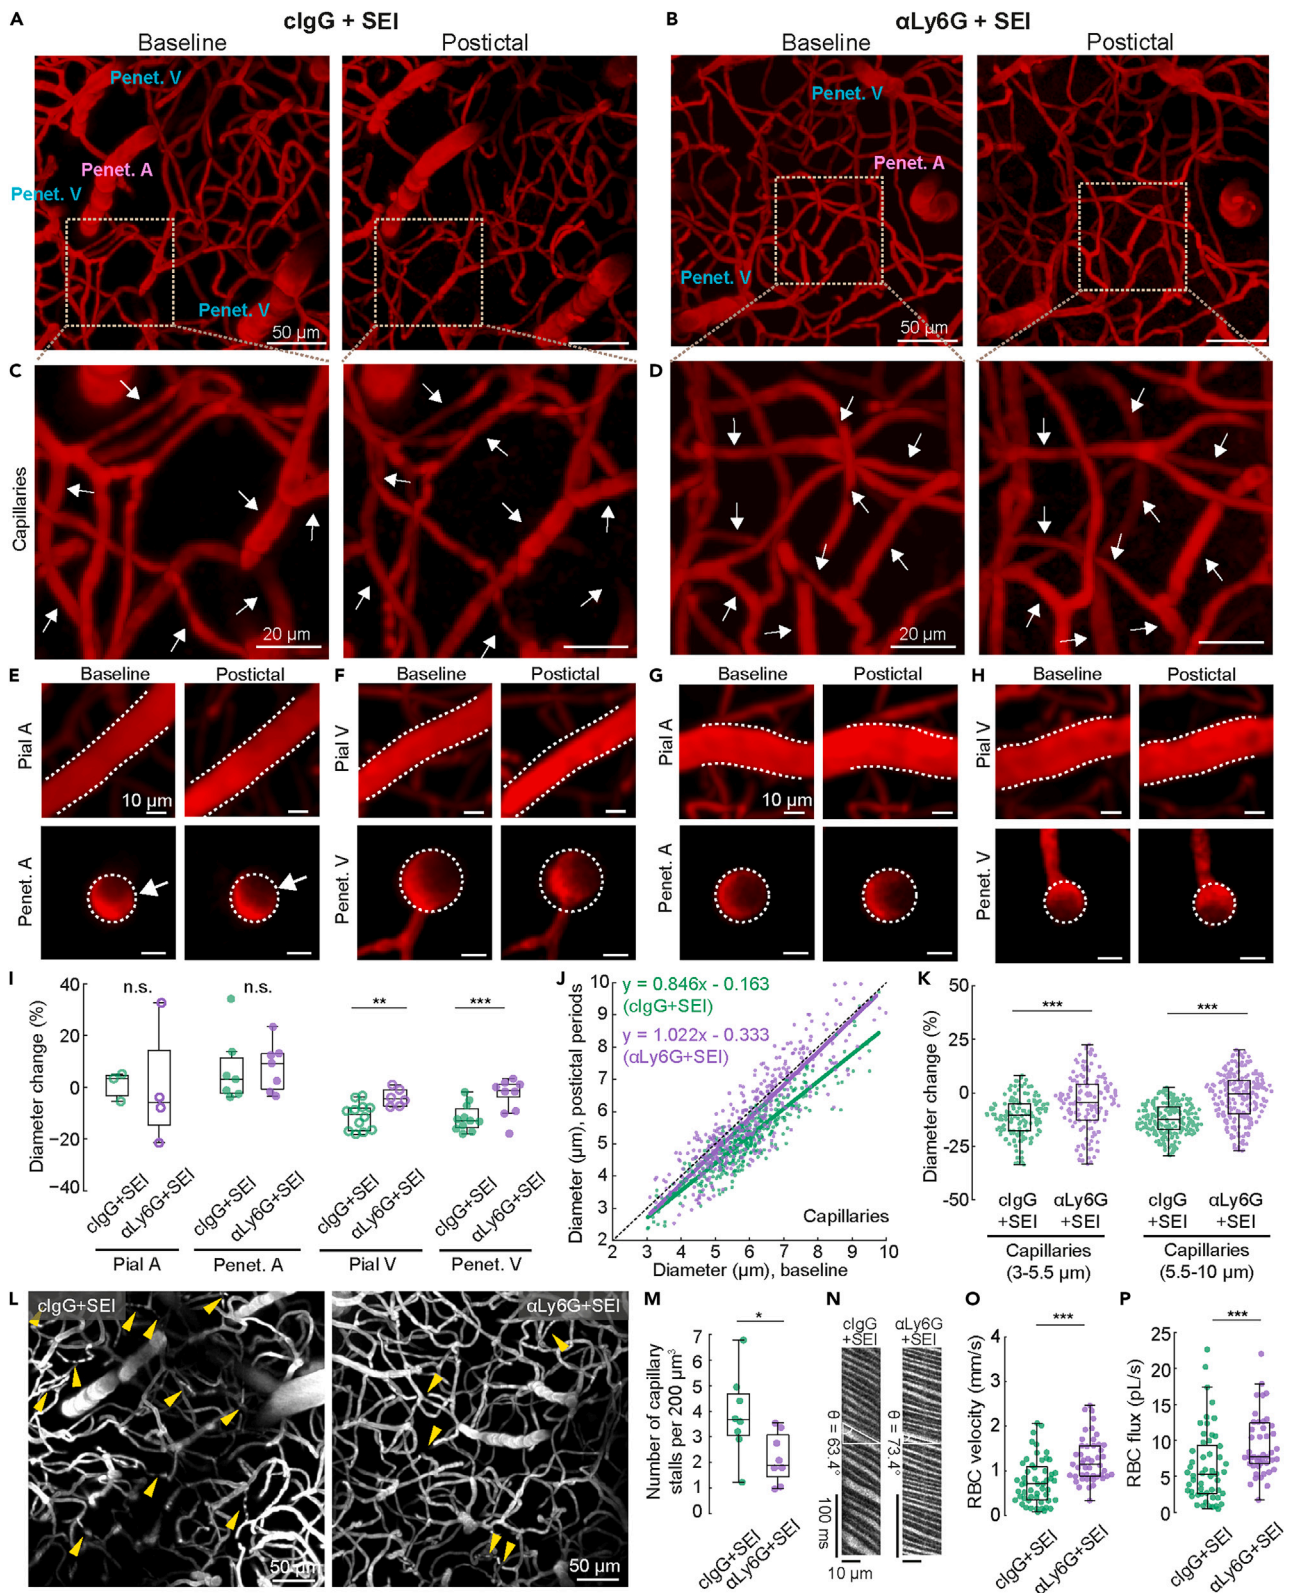 A
cIgG + SEI
B
αLy6G + SEI
Baseline
Postictal
Baseline
Postictal
Penet. V
Penet. A
Penet. V
Penet. V
50 µm
Penet. V
Penet. A
Penet. V
50 µm
C
D
Capillaries
20 µm
20 µm
E
Baseline
Postictal
F
Baseline
Postictal
G
Baseline
Postictal
H
Baseline
Postictal
Pial A
10 µm
Pial V
Pial A
10 µm
Pial V
Penet. A
Penet. V
Penet. A
Penet. V
I
Diameter change (%)
40
20
0
−20
−40
n.s.
n.s.
**
***
cIgG+SEI
αLy6G+SEI
cIgG+SEI
αLy6G+SEI
cIgG+SEI
αLy6G+SEI
cIgG+SEI
αLy6G+SEI
Pial A
Penet. A
Pial V
Penet. V
J
Diameter (µm), postictal periods
10
9
8
7
6
5
4
3
2
y = 0.846x - 0.163
(cIgG+SEI)
y = 1.022x - 0.333
(αLy6G+SEI)
Capillaries
2 3 4 5 6 7 8 9 10
Diameter (µm), baseline
K
Diameter change (%)
50
25
0
-25
-50
***
***
cIgG
+SEI
αLy6G
+SEI
cIgG
+SEI
αLy6G
+SEI
Capillaries
(3-5.5 µm)
Capillaries
(5.5-10 µm)
L
cIgG+SEI
αLy6G+SEI
50 µm
50 µm
M
Number of capillary
stalls per 200 µm³
7
6
5
4
3
2
1
0
*
cIgG+SEI
αLy6G+SEI
N
cIgG
+SEI
αLy6G
+SEI
θ = 63.4°
θ = 73.4°
100 ms
10 µm
O
RBC velocity (mm/s)
4
3
2
1
0
***
cIgG+SEI
αLy6G+SEI
P
RBC flux (pL/s)
25
20
15
10
5
0
***
cIgG+SEI
αLy6G+SEI